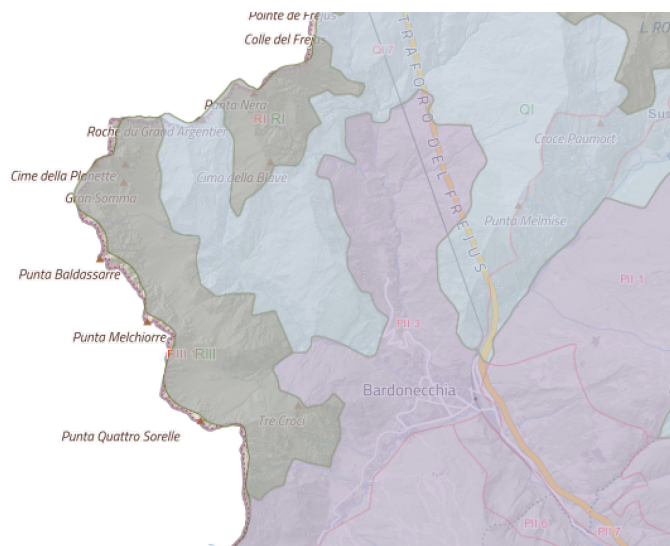 Pointe de Fréjus
Colle del Frejus
L RO
QI 7
TRAFORO DEL FREJUS
Punta Nera
RI RI
QI
Sus
Roche du Grand Argentier
Croce Paumort
Cime della Planette
Cima della Blave
Gran Somma
Punta Melmise
Punta Baldassarre
PII 1
Punta Melchiorre
PII 3
RIII
Bardonecchia
Tre Croci
Punta Quattro Sorelle
PII 6
PII 7